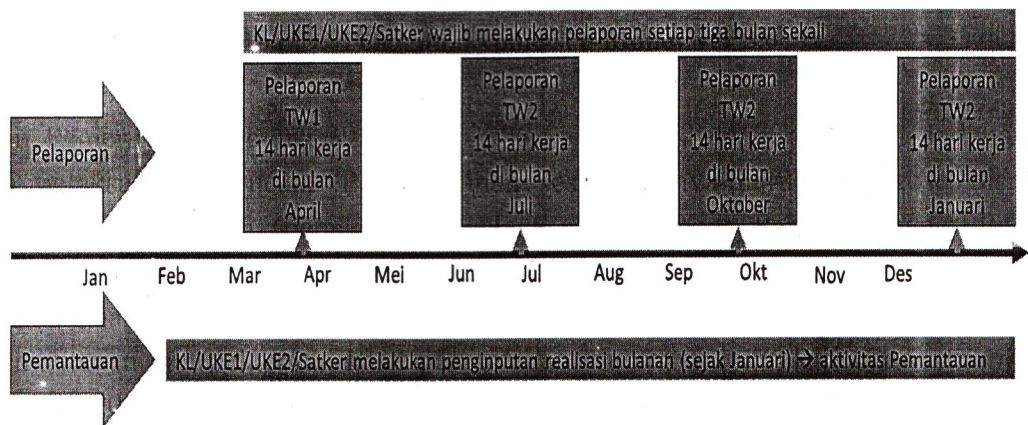 KL/UKE1/UKE2/Satker wajib melakukan pelaporan setiap tiga bulan sekali
Pelaporan
Pelaporan
TW1
14 hari kerja
di bulan
April
Pelaporan
TW2
14 hari kerja
di bulan
Juli
Pelaporan
TW2
14 hari kerja
di bulan
Oktober
Pelaporan
TW2
14 hari kerja
di bulan
Januari
Jan Feb Mar Apr Mei Jun Jul Aug Sep Okt Nov Des
Pemantauan
KL/UKE1/UKE2/Satker melakukan penginputan realisasi bulanan (sejak Januari) → aktivitas Pemantauan